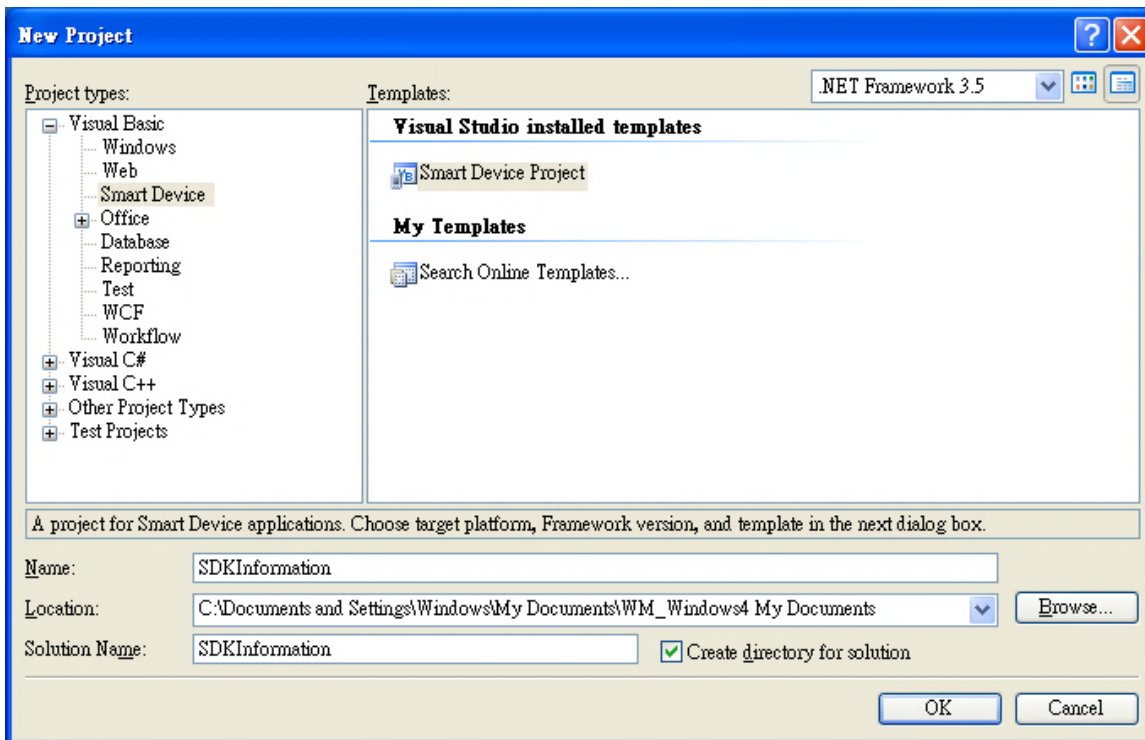 New Project
Project types:
Templates:
.NET Framework 3.5
Visual Basic
Windows
Web
Smart Device
Office
Database
Reporting
Test
WCF
Workflow
Visual C#
Visual C++
Other Project Types
Test Projects
Visual Studio installed templates
Smart Device Project
My Templates
Search Online Templates...
A project for Smart Device applications. Choose target platform, Framework version, and template in the next dialog box.
Name:
SDKInformation
Location:
C:\Documents and Settings\Windows\My Documents\WM_Windows4 My Documents
Browse...
Solution Name:
SDKInformation
Create directory for solution
OK
Cancel